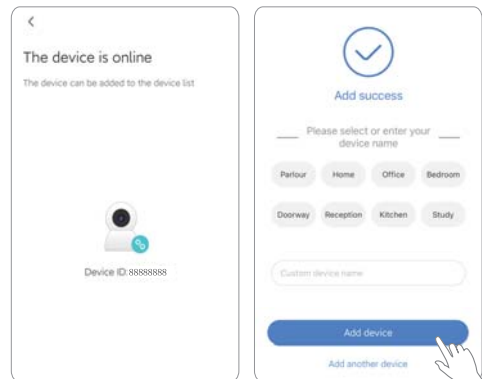 The device is online
The device can be added to the device list
Device ID:88888888
Add success
Please select or enter your
device name
Parlour Home Office Bedroom
Doorway Reception Kitchen Study
Custom device name
Add device
Add another device